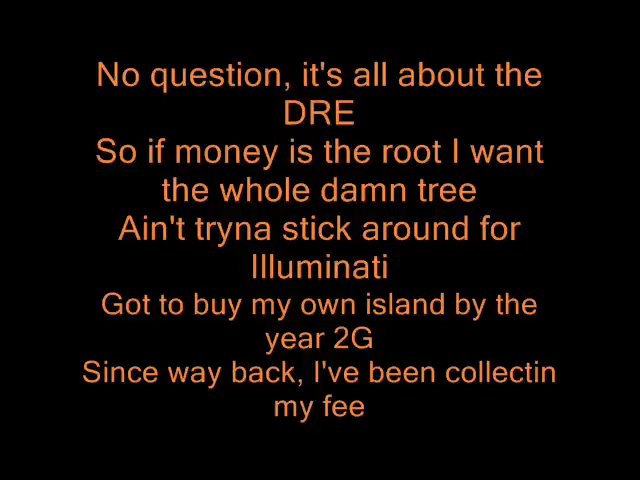 No question, it's all about the
DRE
So if money is the root I want
the whole damn tree
Ain't tryna stick around for
Illuminati
Got to buy my own island by the
year 2G
Since way back, I've been collectin
my fee